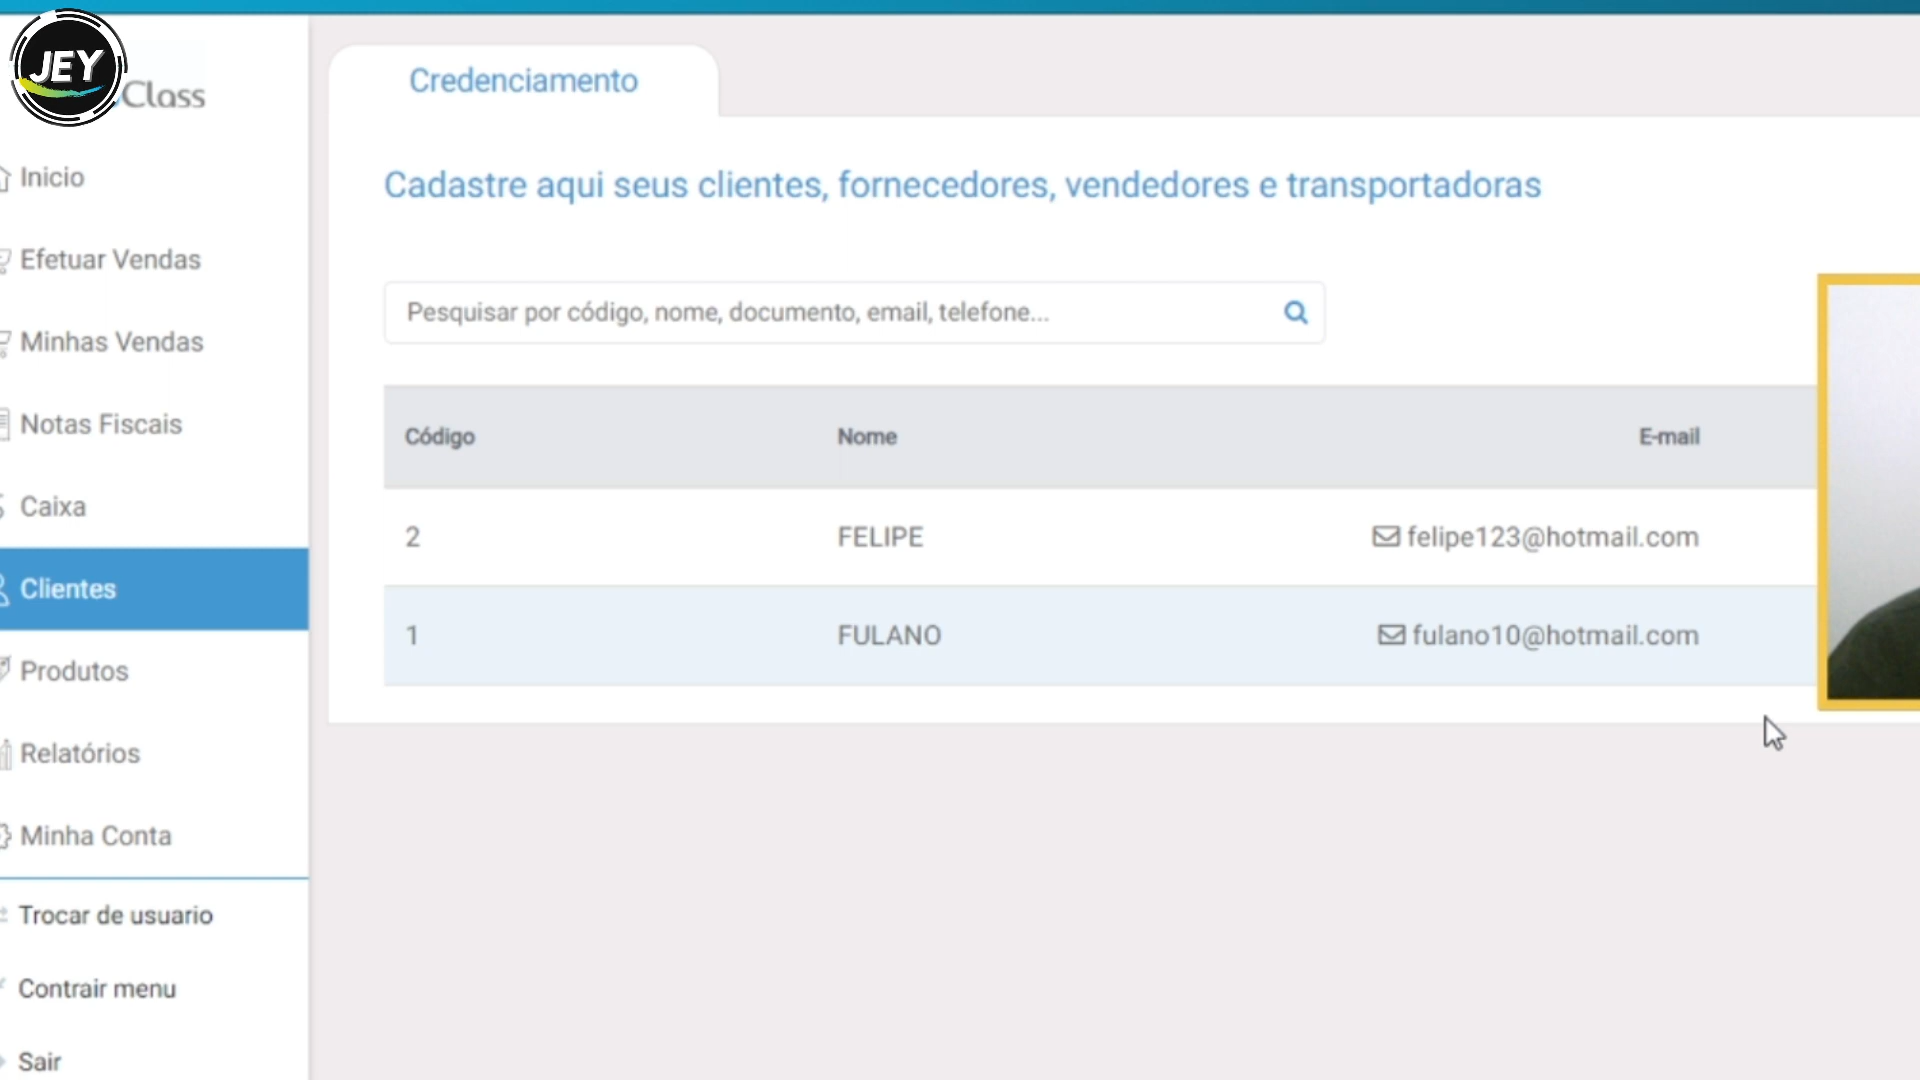 JEY
Class
Inicio
Efetuar Vendas
Minhas Vendas
Notas Fiscais
Caixa
Clientes
Produtos
Relatórios
Minha Conta
Trocar de usuario
Contrair menu
Sair
Credenciamento
Cadastre aqui seus clientes, fornecedores, vendedores e transportadoras
Pesquisar por código, nome, documento, email, telefone...
Código Nome E-mail
2 FELIPE felipe123@hotmail.com
1 FULANO fulano10@hotmail.com